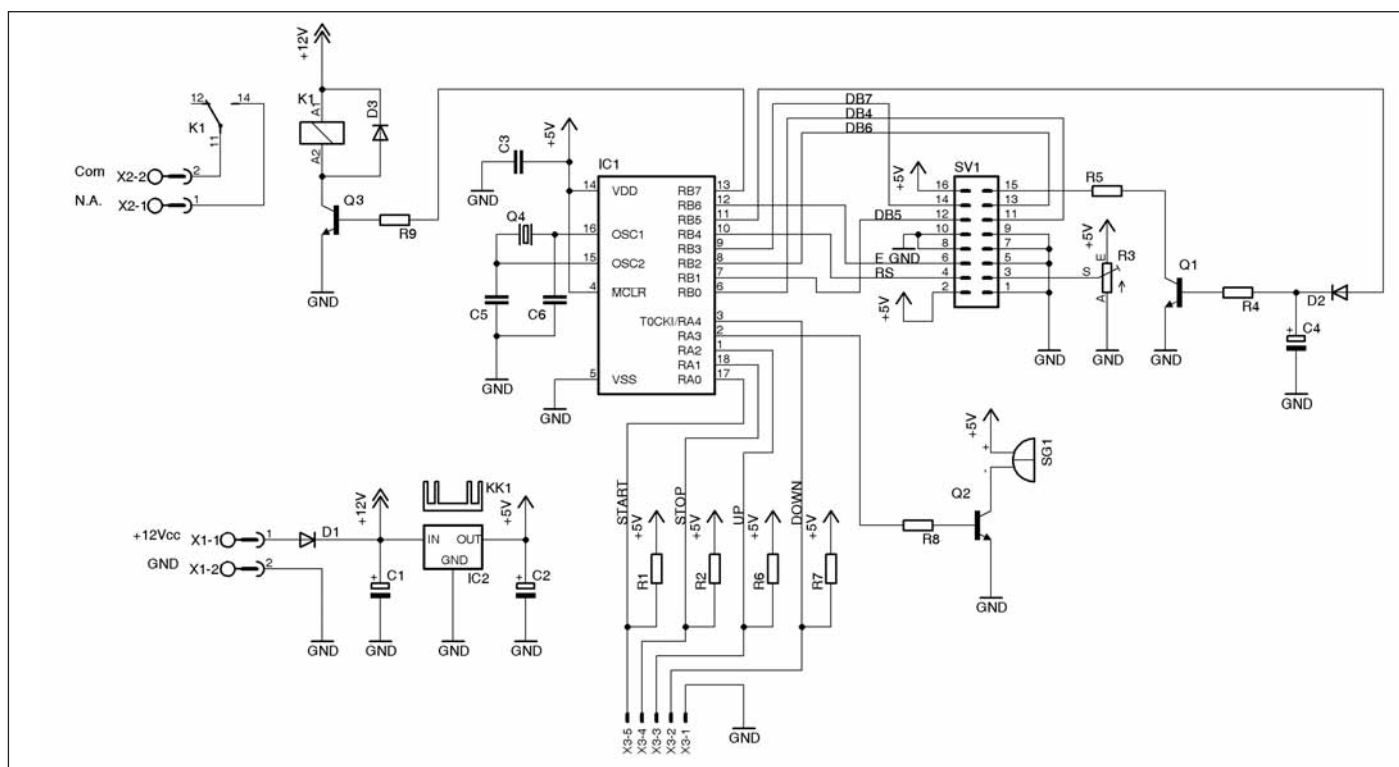 +12V
K1
A1
A2
D3
12
14
K1
11
Com
X2-2
2
N.A.
X2-1
1
Q3
R9
GND
C3
+5V
GND
IC1
14
VDD
RB7
13
RB6
12
RB5
11
Q4
16
OSC1
RB4
10
RB3
9
15
OSC2
RB2
8
RB1
7
4
MCLR
RB0
6
C5
C6
T0CKI/RA4
3
RA3
2
RA2
1
RA1
18
5
VSS
RA0
17
GND
GND
DB7
DB4
DB6
DB5
E
GND
RS
+5V
+5V
SV1
16
15
14
13
12
11
10
9
8
7
6
5
4
3
2
1
GND
R5
+5V
R3
E
S
A
GND
Q1
R4
D2
C4
+
GND
GND
+5V
+
-
SG1
Q2
R8
GND
+12Vcc
X1-1
1
D1
GND
X1-2
2
GND
+12V
+
C1
GND
KK1
IN
OUT
GND
IC2
GND
+5V
+
C2
GND
START
+5V
R1
STOP
+5V
R2
UP
+5V
R6
DOWN
+5V
R7
X3-5
X3-4
X3-3
X3-2
X3-1
GND